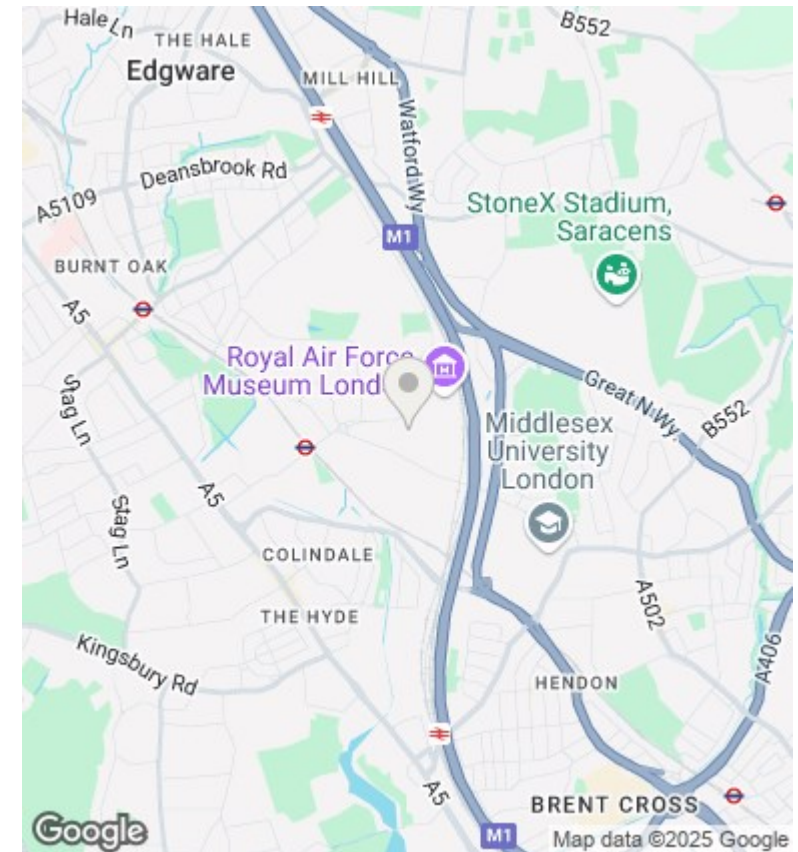 Hale Ln
THE HALE
Edgware
MILL HILL
B552
Watford Wy
Deansbrook Rd
A5109
M1
StoneX Stadium,
Saracens
BURNT OAK
A5
Royal Air Force
Museum Lond
Great N Wy.
B552
Stag Ln
Middlesex
University
London
A5
Stag Ln
COLINDALE
A502
THE HYDE
Kingsbury Rd
A406
HENDON
A5
BRENT CROSS
Google
M1
Map data ©2025 Google